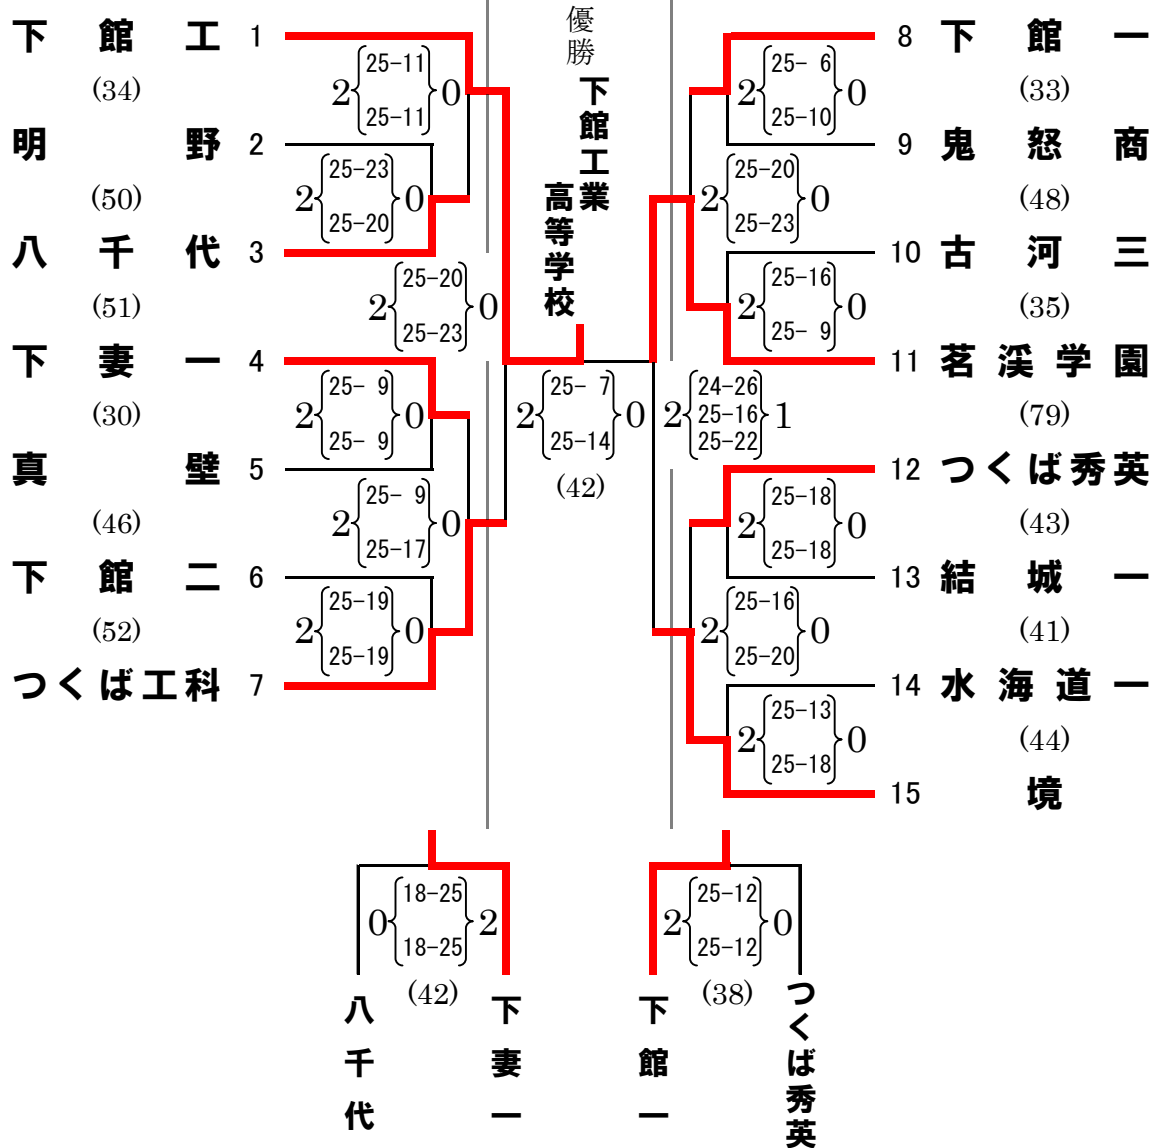 優勝
下館工業
高等学校
下館工 1
2 25-11 0
25-11
(34)
明野 2
2 25-23 0
25-20
(50)
八千代 3
2 25-20 0
25-23
(51)
下妻一 4
2 25- 9 0
25- 9
(30)
真壁 5
2 25- 9 0
25-17
(46)
下館二 6
2 25-19 0
25-19
(52)
つくば工科 7
2 25- 7 0
25-14
(42)
2 24-26 1
25-16
25-22
8 下館一
2 25- 6 0
25-10
(33)
9 鬼怒商
2 25-20 0
25-23
(48)
10 古河三
2 25-16 0
25- 9
(35)
11 茗渓学園
(79)
12 つくば秀英
2 25-18 0
25-18
(43)
13 結城一
2 25-16 0
25-20
(41)
14 水海道一
2 25-13 0
25-18
(44)
15 境
0 18-25 2
18-25
(42)
八千代
下妻一
2 25-12 0
25-12
(38)
下館一
つくば秀英